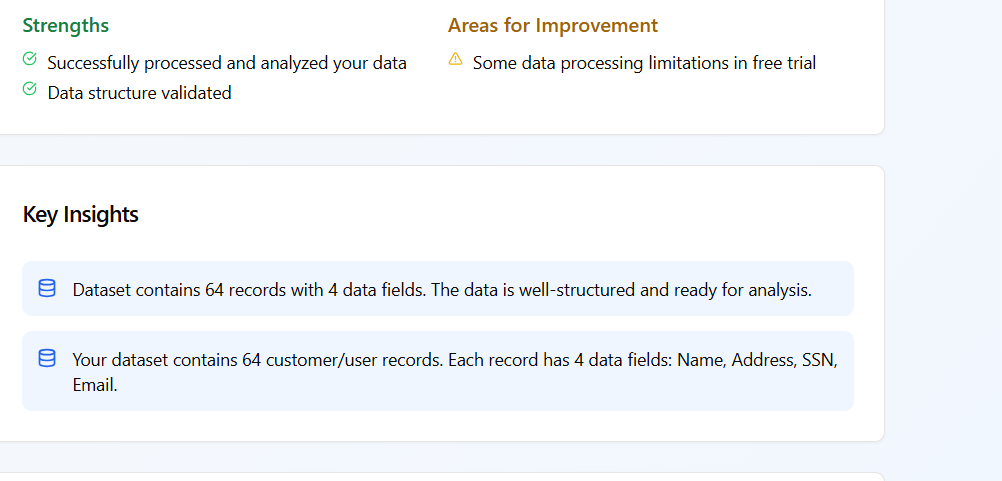 Strengths
Successfully processed and analyzed your data
Data structure validated
Areas for Improvement
Some data processing limitations in free trial
Key Insights
Dataset contains 64 records with 4 data fields. The data is well-structured and ready for analysis.
Your dataset contains 64 customer/user records. Each record has 4 data fields: Name, Address, SSN,
Email.